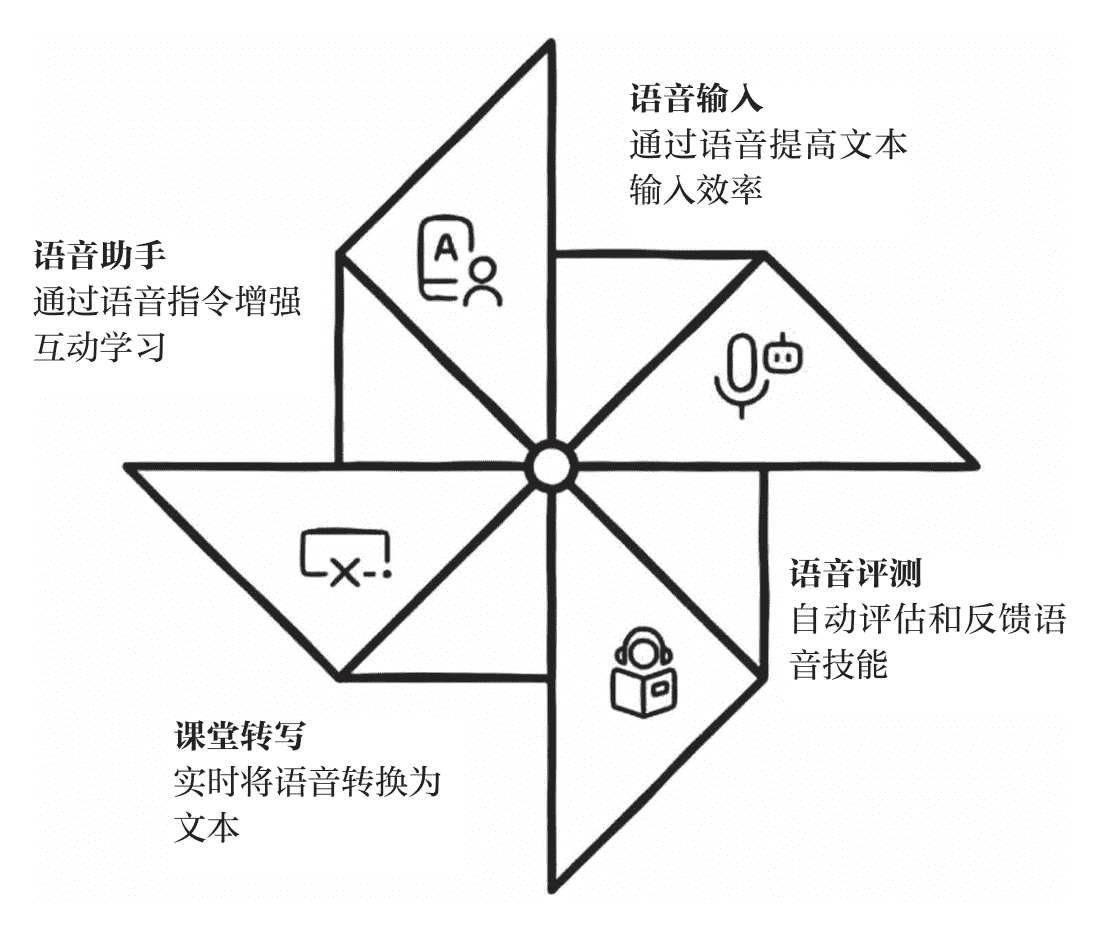 语音输入
通过语音提高文本
输入效率
语音助手
通过语音指令增强
互动学习
A
语音评测
自动评估和反馈语
音技能
课堂转写
实时将语音转换为
文本